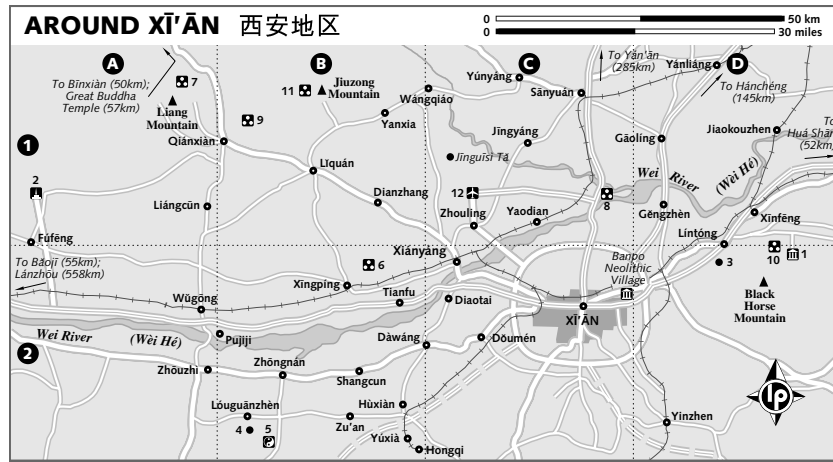 AROUND XĪ'ĀN 西安地区
0 50 km
0 30 miles
A
B
C
D
1
2
To Bīnxiàn (50km);
Great Buddha
Temple (57km)
7
Liang
Mountain
9
Qiánxiàn
11
Jiuzong
Mountain
Wangqiáo
Yanxia
Lǐquán
Dianzhang
Yúnyáng
Sānyuán
Jīngyáng
Jìnguìsì Tǎ
12
Zhouling
Yaodian
To Yán'ān
(285km)
Yánliáng
To Hánchéng
(145km)
Jiaokouzhen
To
Huá Shān
(52km)
Gāolíng
Wei River (Wèi Hé)
8
Gěngzhèn
Xīnfēng
Líntóng
10
1
3
Black
Horse
Mountain
2
Fúfēng
Liángcūn
To Bǎojī (55km);
Lánzhōu (558km)
6
Xiányáng
Xīngpíng
Tianfu
Wǔgōng
Diaotai
Banpo
Neolithic
Village
XĪ'ĀN
Wei River (Wèi Hé)
Pujiji
Dàwáng
Dǒumén
Zhōuzhì
Zhōngnán
Shangcun
Lóuguānzhèn
4
5
Zu'an
Hùxiàn
Yúxià
Hongqi
Yinzhen
lp